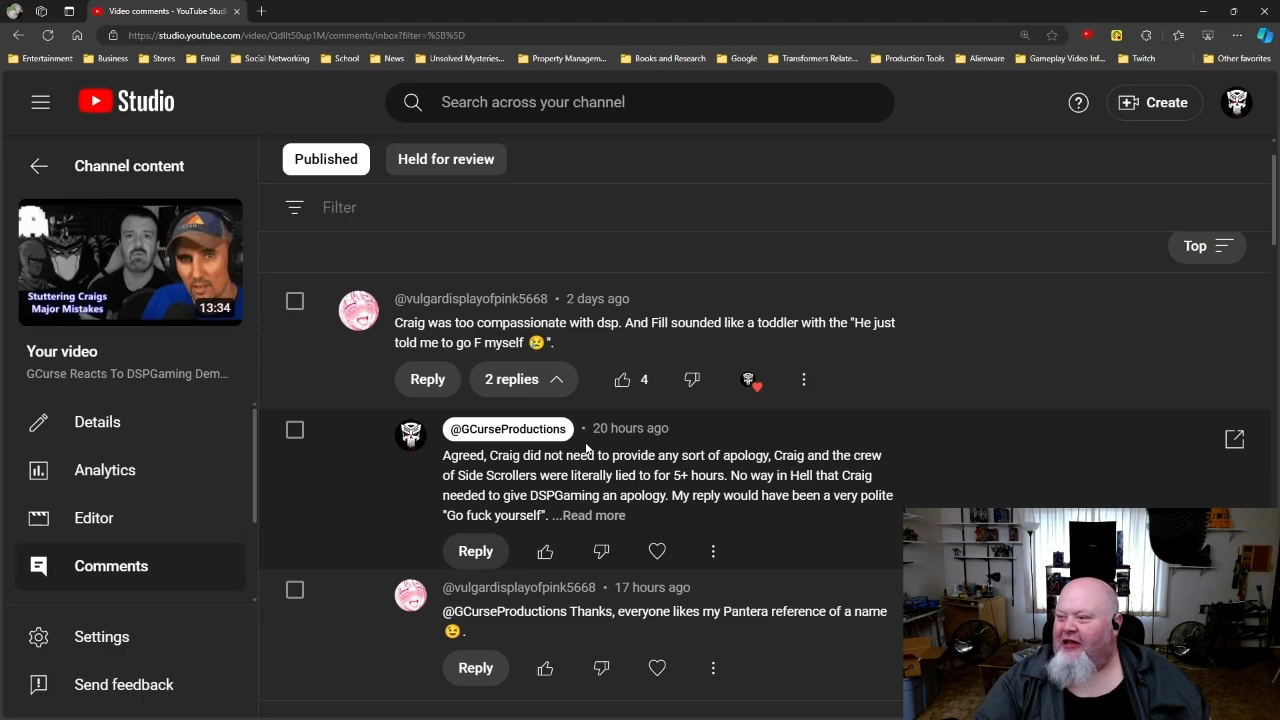 Video comments - YouTube Studi
https://studio.youtube.com/video/Qdllt50up1M/comments/inbox?filter=%5B%5D
Entertainment
Business
Stores
Email
Social Networking
School
News
Unsolved Mysteries...
Property Managem...
Books and Research
Google
Transformers Relate...
Production Tools
Alienware
Gameplay Video Inf...
Twitch
Other favorites
Studio
Search across your channel
Create
Channel content
Published
Held for review
Filter
Top
Stuttering Craigs
Major Mistakes
13:34
Your video
GCurse Reacts To DSPGaming Dem...
Details
Analytics
Editor
Comments
Settings
Send feedback
@vulgardisplayofpink5668 • 2 days ago
Craig was too compassionate with dsp. And Fill sounded like a toddler with the "He just
told me to go F myself 😢".
Reply
2 replies
4
@GCurseProductions • 20 hours ago
Agreed, Craig did not need to provide any sort of apology, Craig and the crew
of Side Scrollers were literally lied to for 5+ hours. No way in Hell that Craig
needed to give DSPGaming an apology. My reply would have been a very polite
"Go fuck yourself". ...Read more
Reply
@vulgardisplayofpink5668 • 17 hours ago
@GCurseProductions Thanks, everyone likes my Pantera reference of a name
😉.
Reply